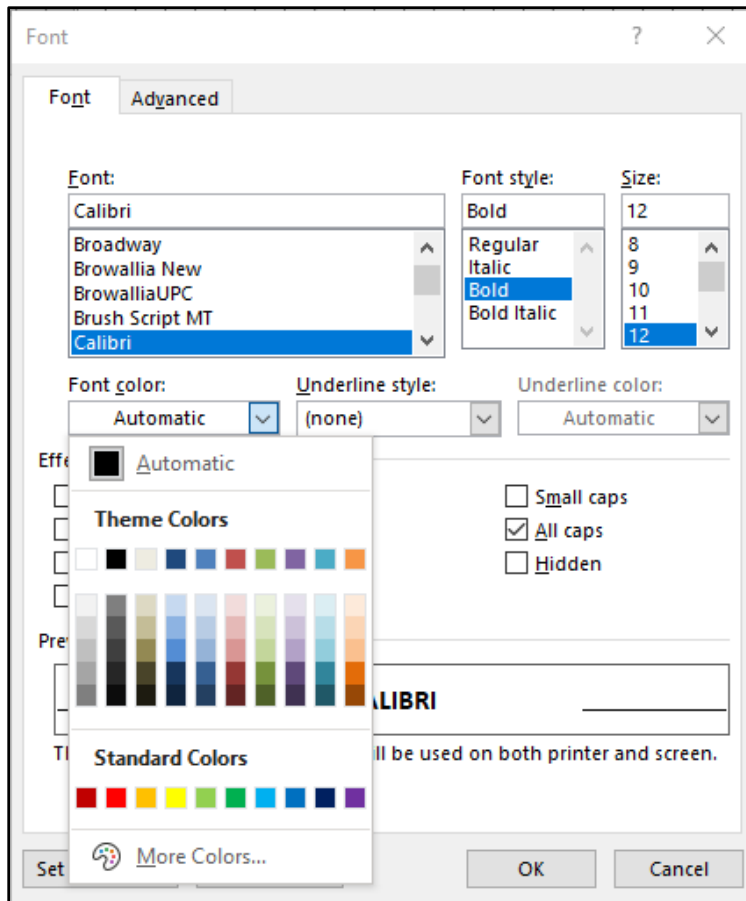 Font ? ×
Font Advanced
Font: Font style: Size:
Calibri Bold 12
Broadway Regular 8
Browallia New Italic 9
BrowalliaUPC Bold 10
Brush Script MT Bold Italic 11
Calibri 12
Font color: Underline style: Underline color:
Automatic (none) Automatic
Automatic
Small caps
Theme Colors
All caps
Hidden
ALIBRI
be used on both printer and screen.
Standard Colors
More Colors...
Set OK Cancel